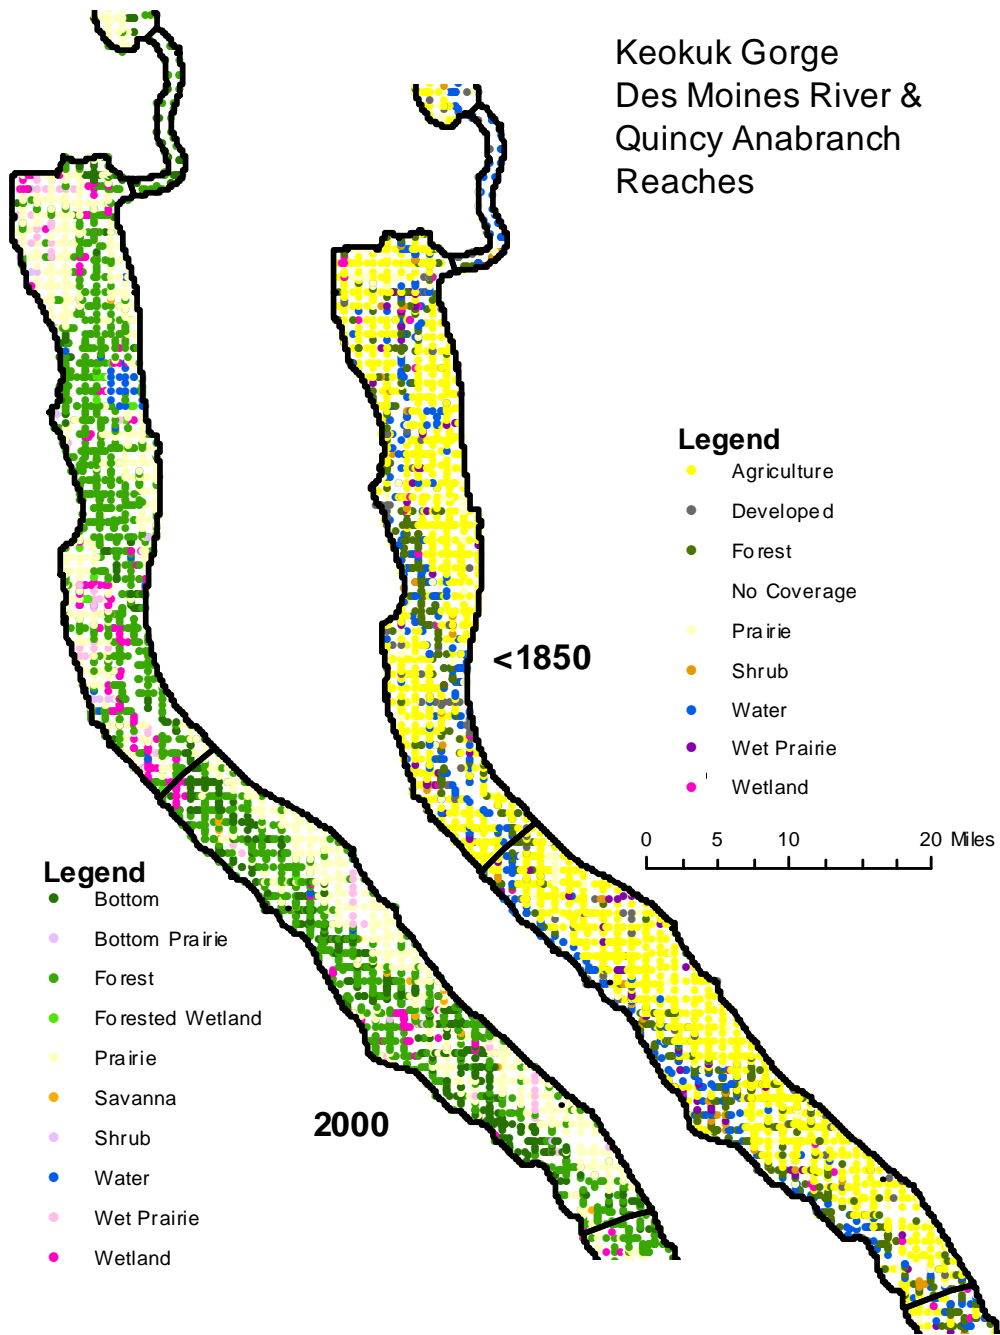 Keokuk Gorge
Des Moines River &
Quincy Anabranch
Reaches
Legend
Agriculture
Developed
Forest
No Coverage
Prairie
Shrub
Water
Wet Prairie
Wetland
<1850
0 5 10 20 Miles
Legend
Bottom
Bottom Prairie
Forest
Forested Wetland
Prairie
Savanna
Shrub
Water
Wet Prairie
Wetland
2000